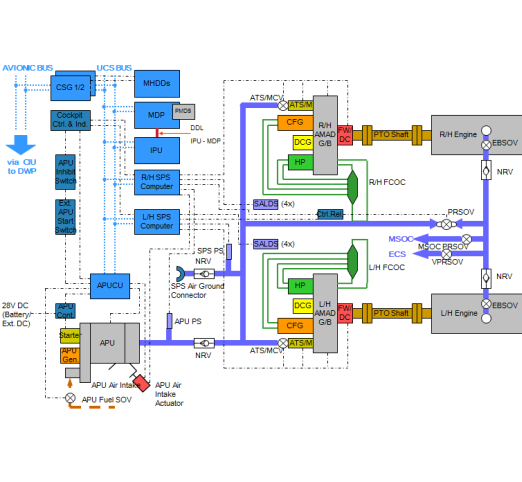 AVIONIC BUS
UCS BUS
CSG 1/2
MHDDs
Cockpit
Ctrl. & Ind.
MDP
PMDS
DDL
IPU - MDP
IPU
via CIU
to DWP
APU
Inhibit
Switch
R/H SPS
Computer
Ext.
APU
Start
Switch
L/H SPS
Computer
ATS/MCV
ATS/M
CFG
DCG
HP
R/H
AMAD
G/B
FW/
DC
PTO Shaft
R/H Engine
EBSOV
NRV
R/H FCOC
SALDS (4x)
Ctrl.Rel.
PRSOV
MSOC
MSOC PRSOV
ECS
VPRSOV
SALDS (4x)
SPS PS
NRV
SPS Air Ground
Connector
L/H FCOC
NRV
APUCU
HP
DCG
CFG
ATS/M
L/H
AMAD
G/B
FW/
DC
PTO Shaft
L/H Engine
EBSOV
28V DC
(Battery/
Ext. DC)
APU
Cont.
Starter
APU
Gen.
APU
APU PS
NRV
ATS/MCV
APU Air Intake
APU Air
Intake
Actuator
APU Fuel SOV